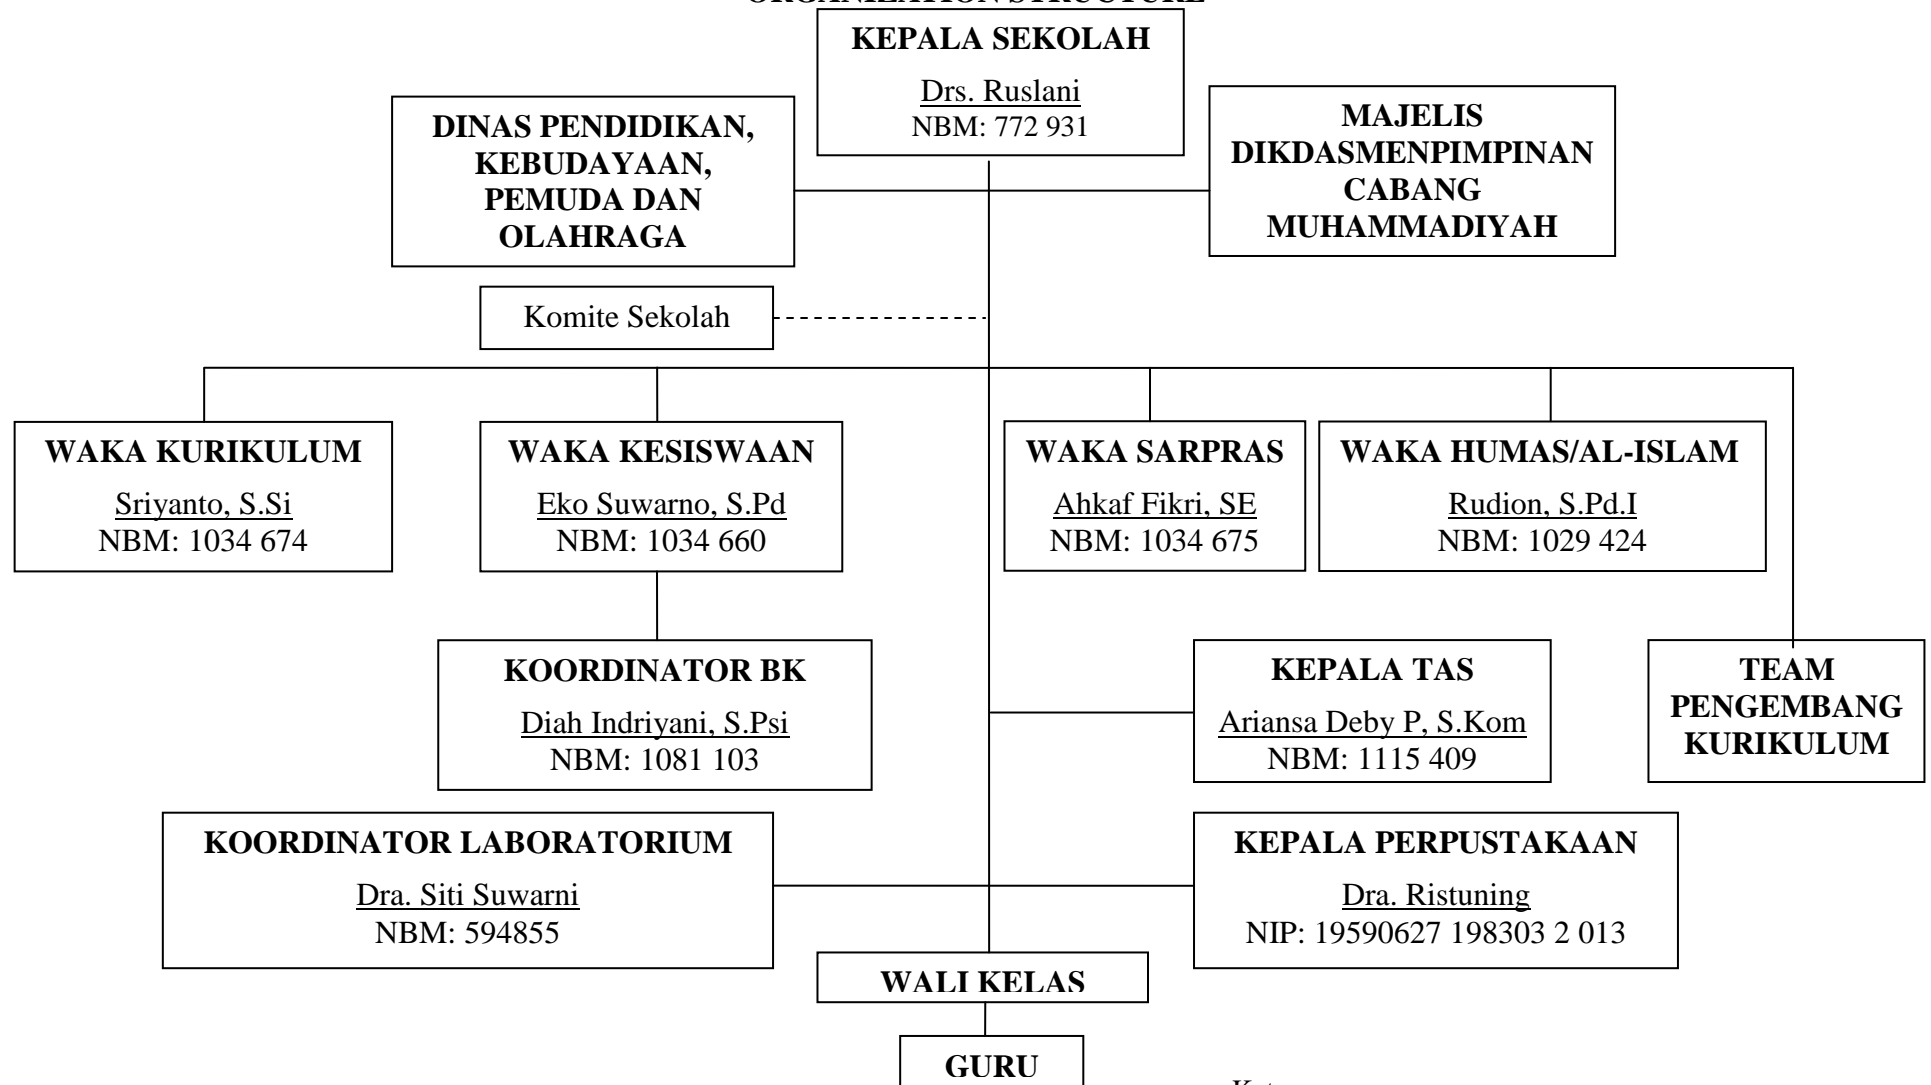 ORGANIZATION STRUCTURE
KEPALA SEKOLAH
Drs. Ruslani
NBM: 772 931
DINAS PENDIDIKAN,
KEBUDAYAAN,
PEMUDA DAN
OLAHRAGA
MAJELIS
DIKDASMENPIMPINAN
CABANG
MUHAMMADIYAH
Komite Sekolah
WAKA KURIKULUM
Sriyanto, S.Si
NBM: 1034 674
WAKA KESISWAAN
Eko Suwarno, S.Pd
NBM: 1034 660
WAKA SARPRAS
Ahkaf Fikri, SE
NBM: 1034 675
WAKA HUMAS/AL-ISLAM
Rudion, S.Pd.I
NBM: 1029 424
KOORDINATOR BK
Diah Indriyani, S.Psi
NBM: 1081 103
KEPALA TAS
Ariansa Deby P, S.Kom
NBM: 1115 409
TEAM
PENGEMBANG
KURIKULUM
KOORDINATOR LABORATORIUM
Dra. Siti Suwarni
NBM: 594855
KEPALA PERPUSTAKAAN
Dra. Ristuning
NIP: 19590627 198303 2 013
WALI KELAS
GURU